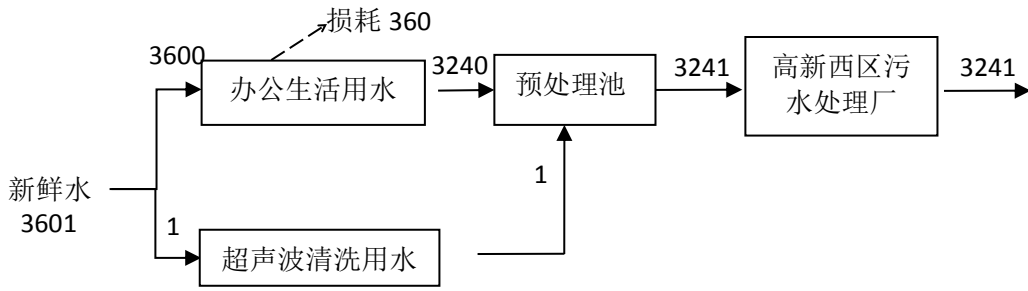 损耗 360
3600
办公生活用水
3240
预处理池
3241
高新西区污
水处理厂
3241
新鲜水
3601
1
超声波清洗用水
1